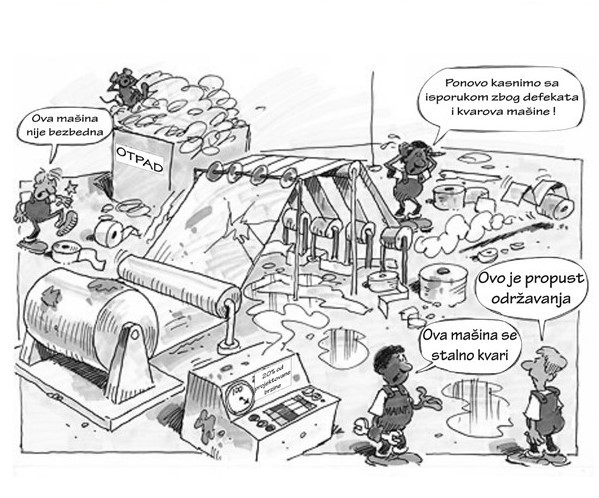 Ponovo kasnimo sa
isporukom zbog defekata
i kvarova mašine !
Ova mašina
nije bezbedna
OTPAD
Ovo je propust
održavanja
Ova mašina se
stalno kvari
20% od
projektovane
brzine
MAINT.